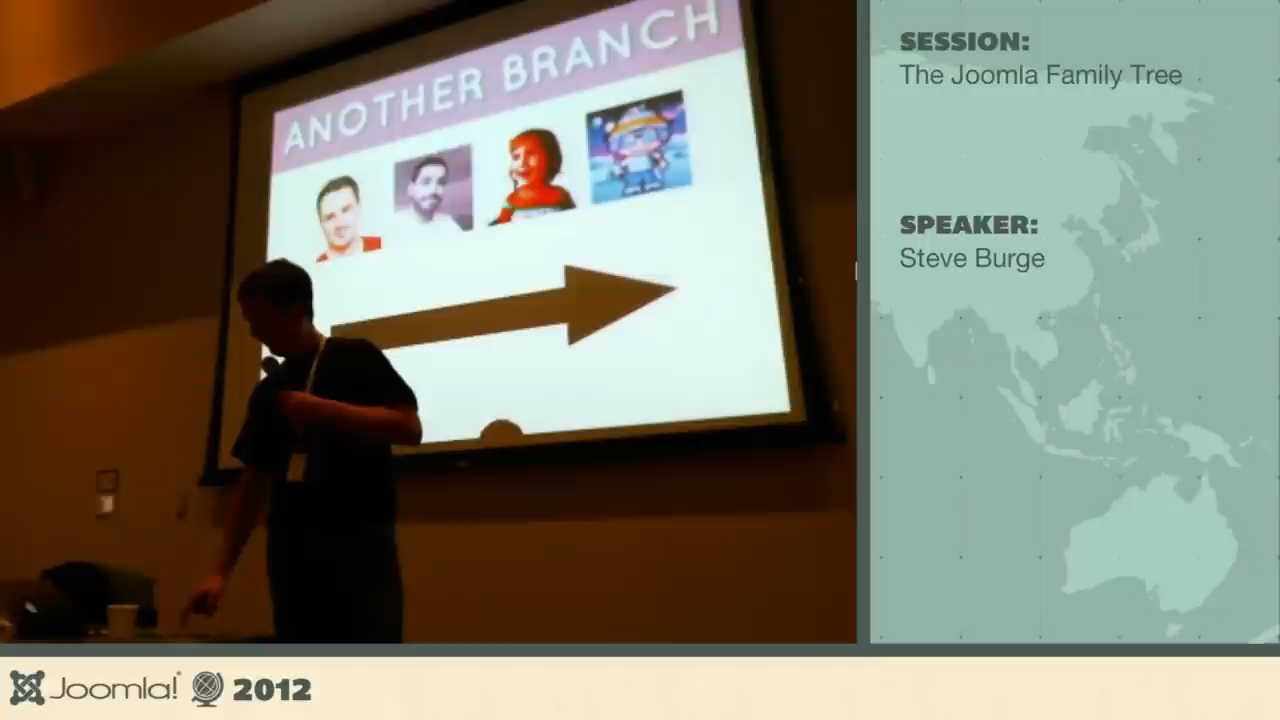 ANOTHER BRANCH
SESSION:
The Joomla Family Tree
SPEAKER:
Steve Burge
Joomla!® 2012